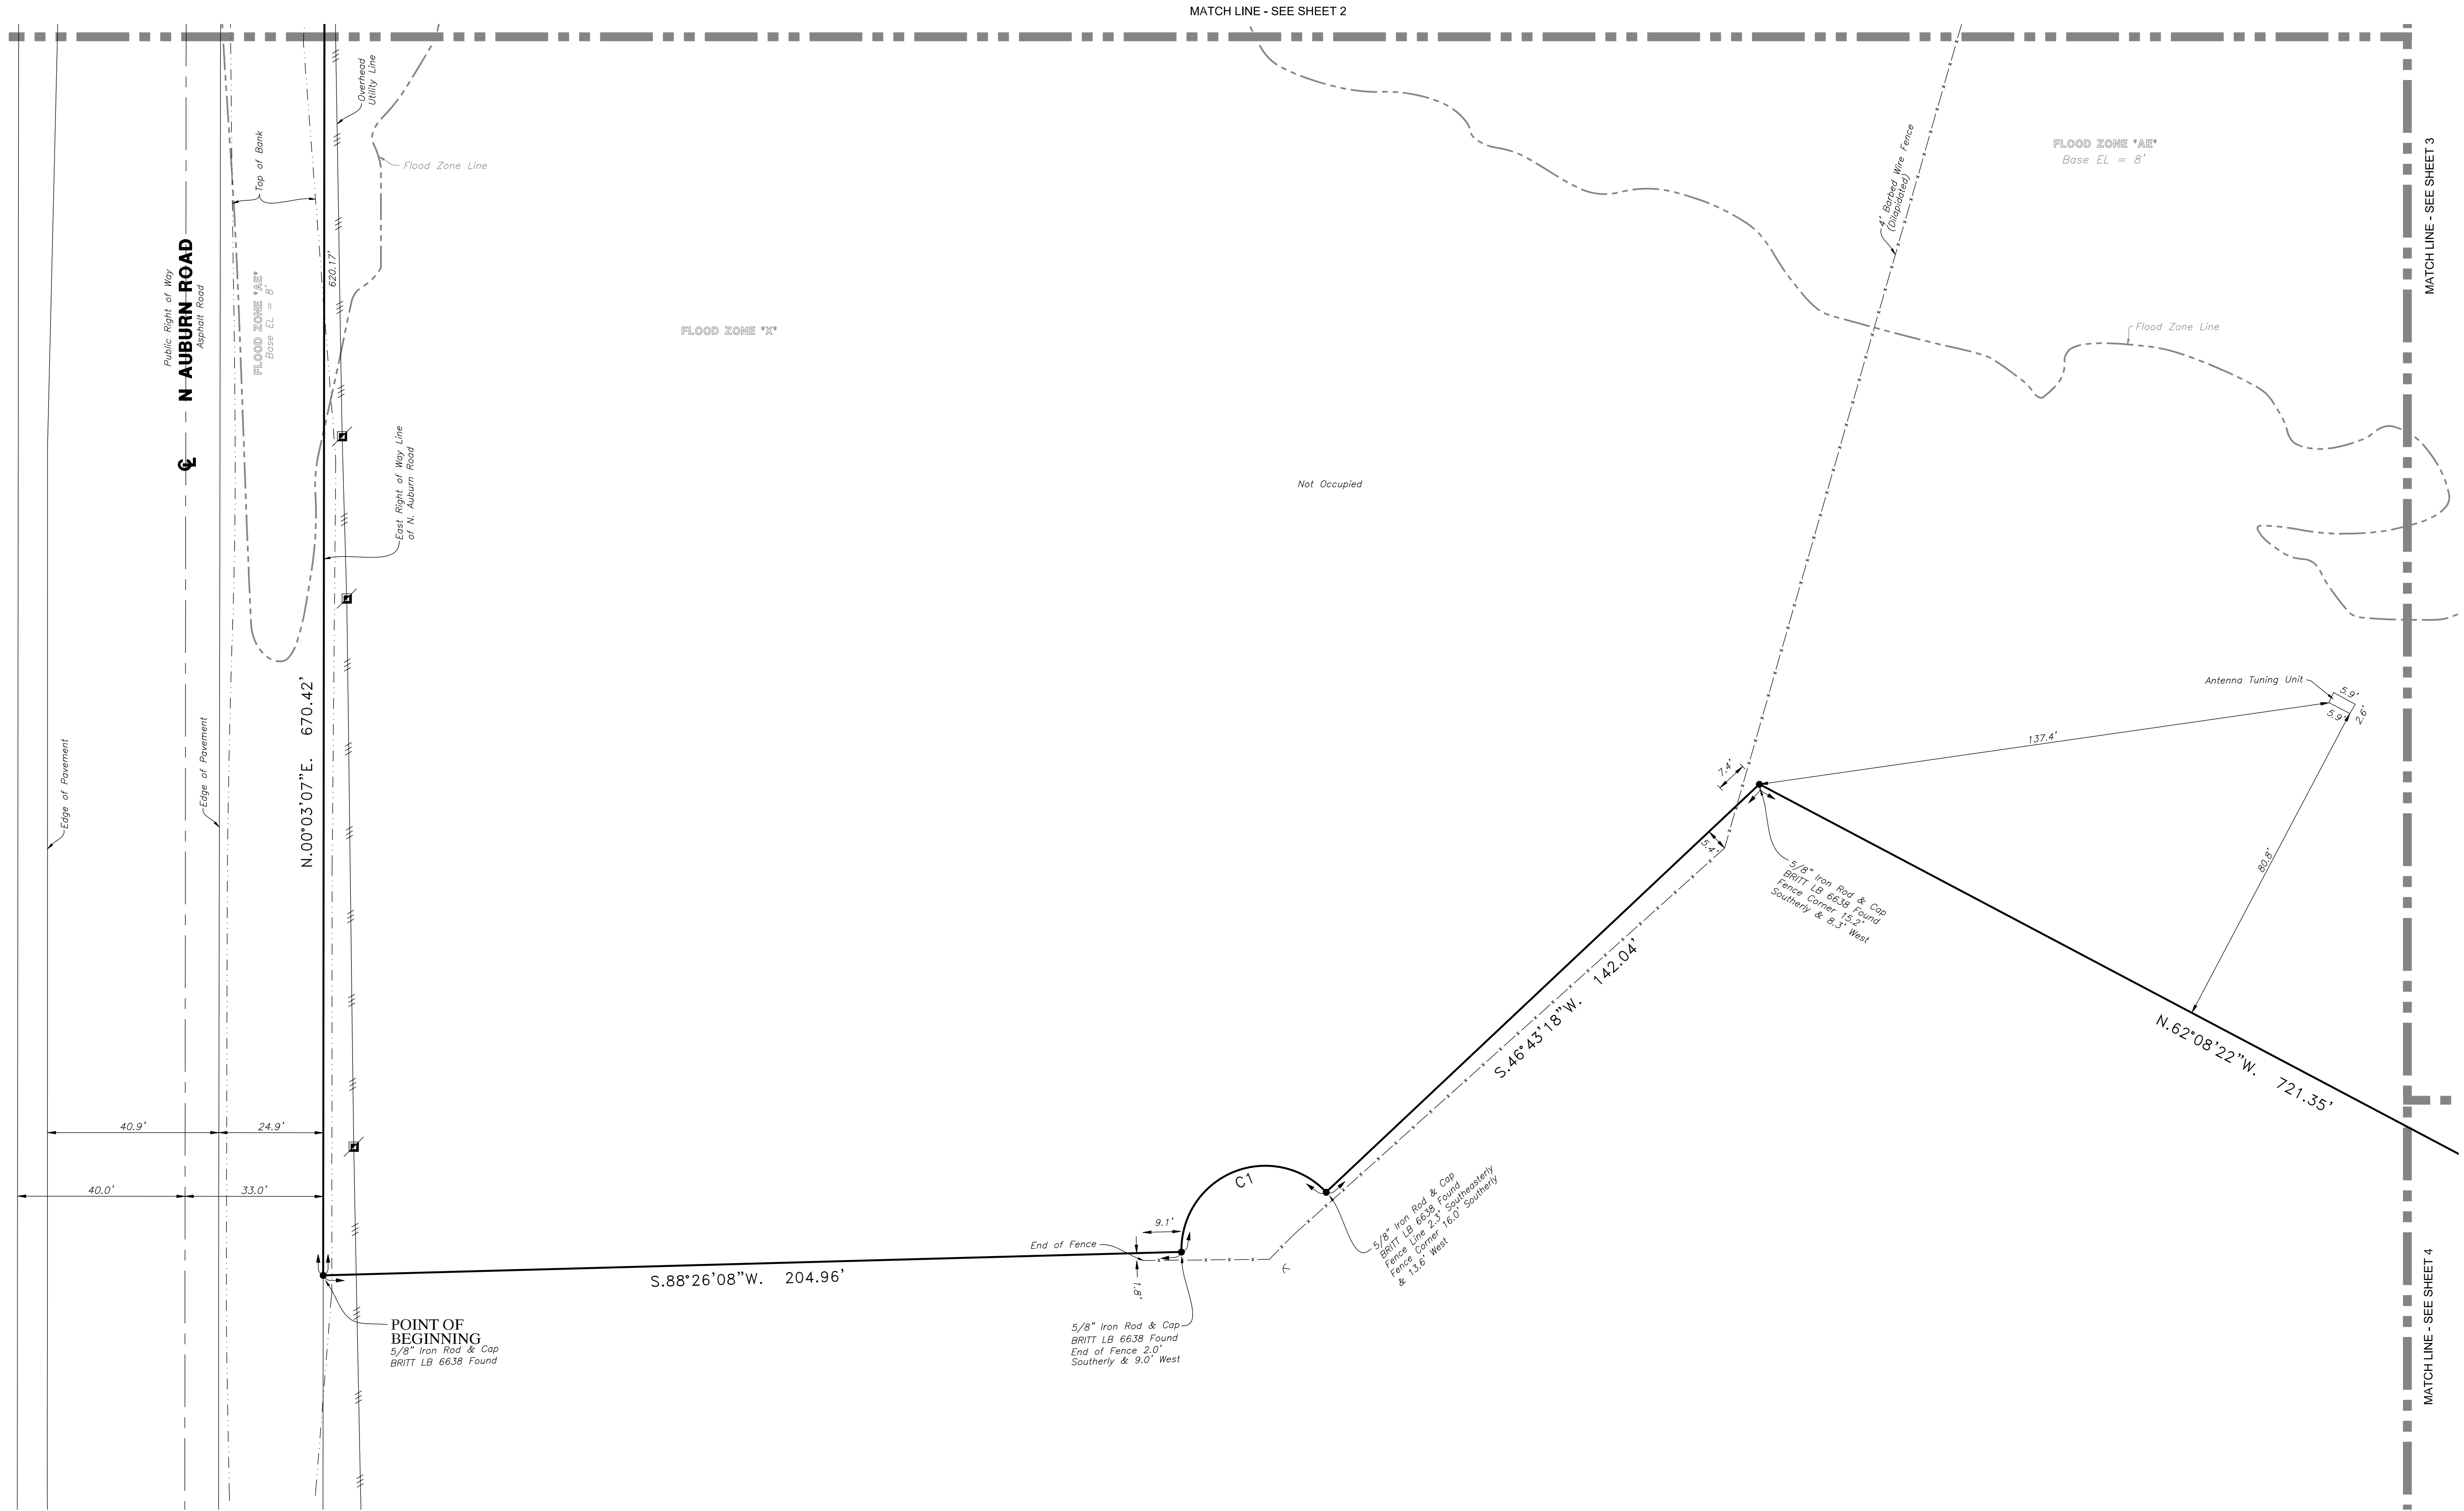 MATCH LINE - SEE SHEET 2
Overhead
Utility Line
Top of Bank
Flood Zone Line
4' Barbed Wire Fence
(Dilapidated)
FLOOD ZONE "AE"
Base EL = 8'
MATCH LINE - SEE SHEET 3
Public Right of Way
N AUBURN ROAD
Asphalt Road
FLOOD ZONE "AE"
Base EL = 8'
620.17'
FLOOD ZONE "X"
Flood Zone Line
East Right of Way Line
of N. Auburn Road
℄
Not Occupied
Edge of Pavement
Edge of Pavement
N.00°03'07"E. 670.42'
Antenna Tuning Unit
5.9'
5.9'
2.6'
137.4'
7.4'
5.4'
80.8'
5/8" Iron Rod & Cap
BRITT LB 6638 Found
Fence Corner 15.2'
Southerly & 8.3' West
S.46°43'18"W. 142.04'
N.62°08'22"W. 721.35'
40.9'
24.9'
40.0'
33.0'
C1
9.1'
End of Fence
1.8'
5/8" Iron Rod & Cap
BRITT LB 6638 Found
Fence Line 2.3' Southeasterly
Fence Corner 16.0' Southerly
& 13.6' West
S.88°26'08"W. 204.96'
POINT OF
BEGINNING
5/8" Iron Rod & Cap
BRITT LB 6638 Found
5/8" Iron Rod & Cap
BRITT LB 6638 Found
End of Fence 2.0'
Southerly & 9.0' West
MATCH LINE - SEE SHEET 4